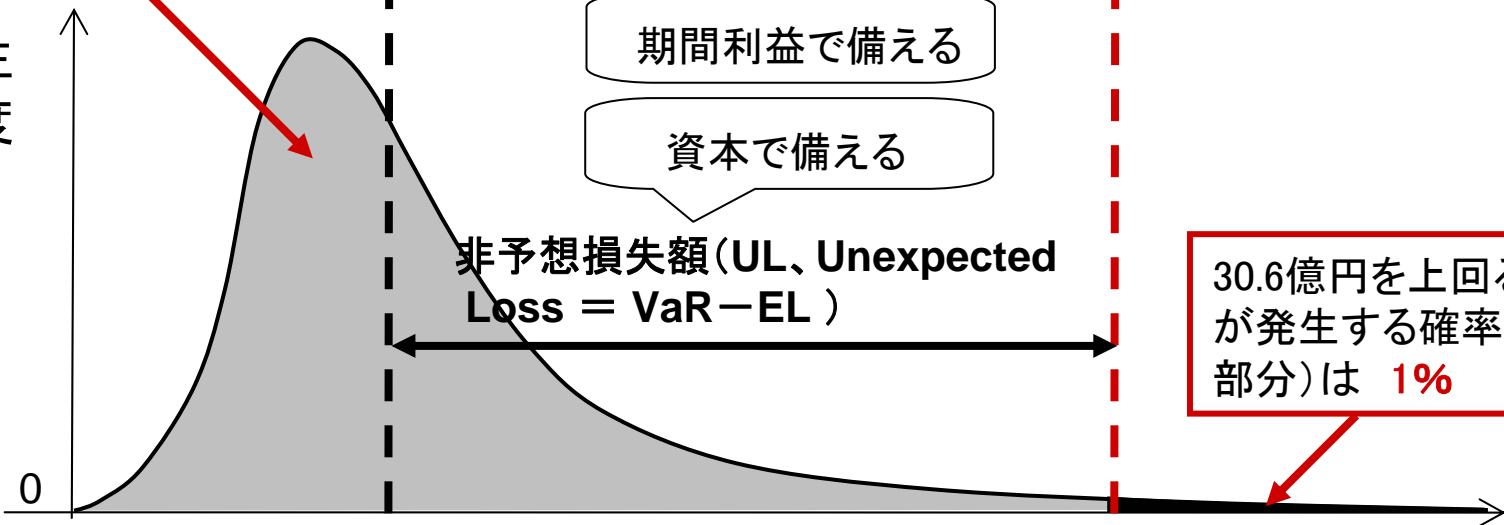 度
期間利益で備える
資本で備える
非予想損失額(UL、Unexpected
Loss = VaR-EL )
30.6億円を上回る
が発生する確率
部分)は 1%
0